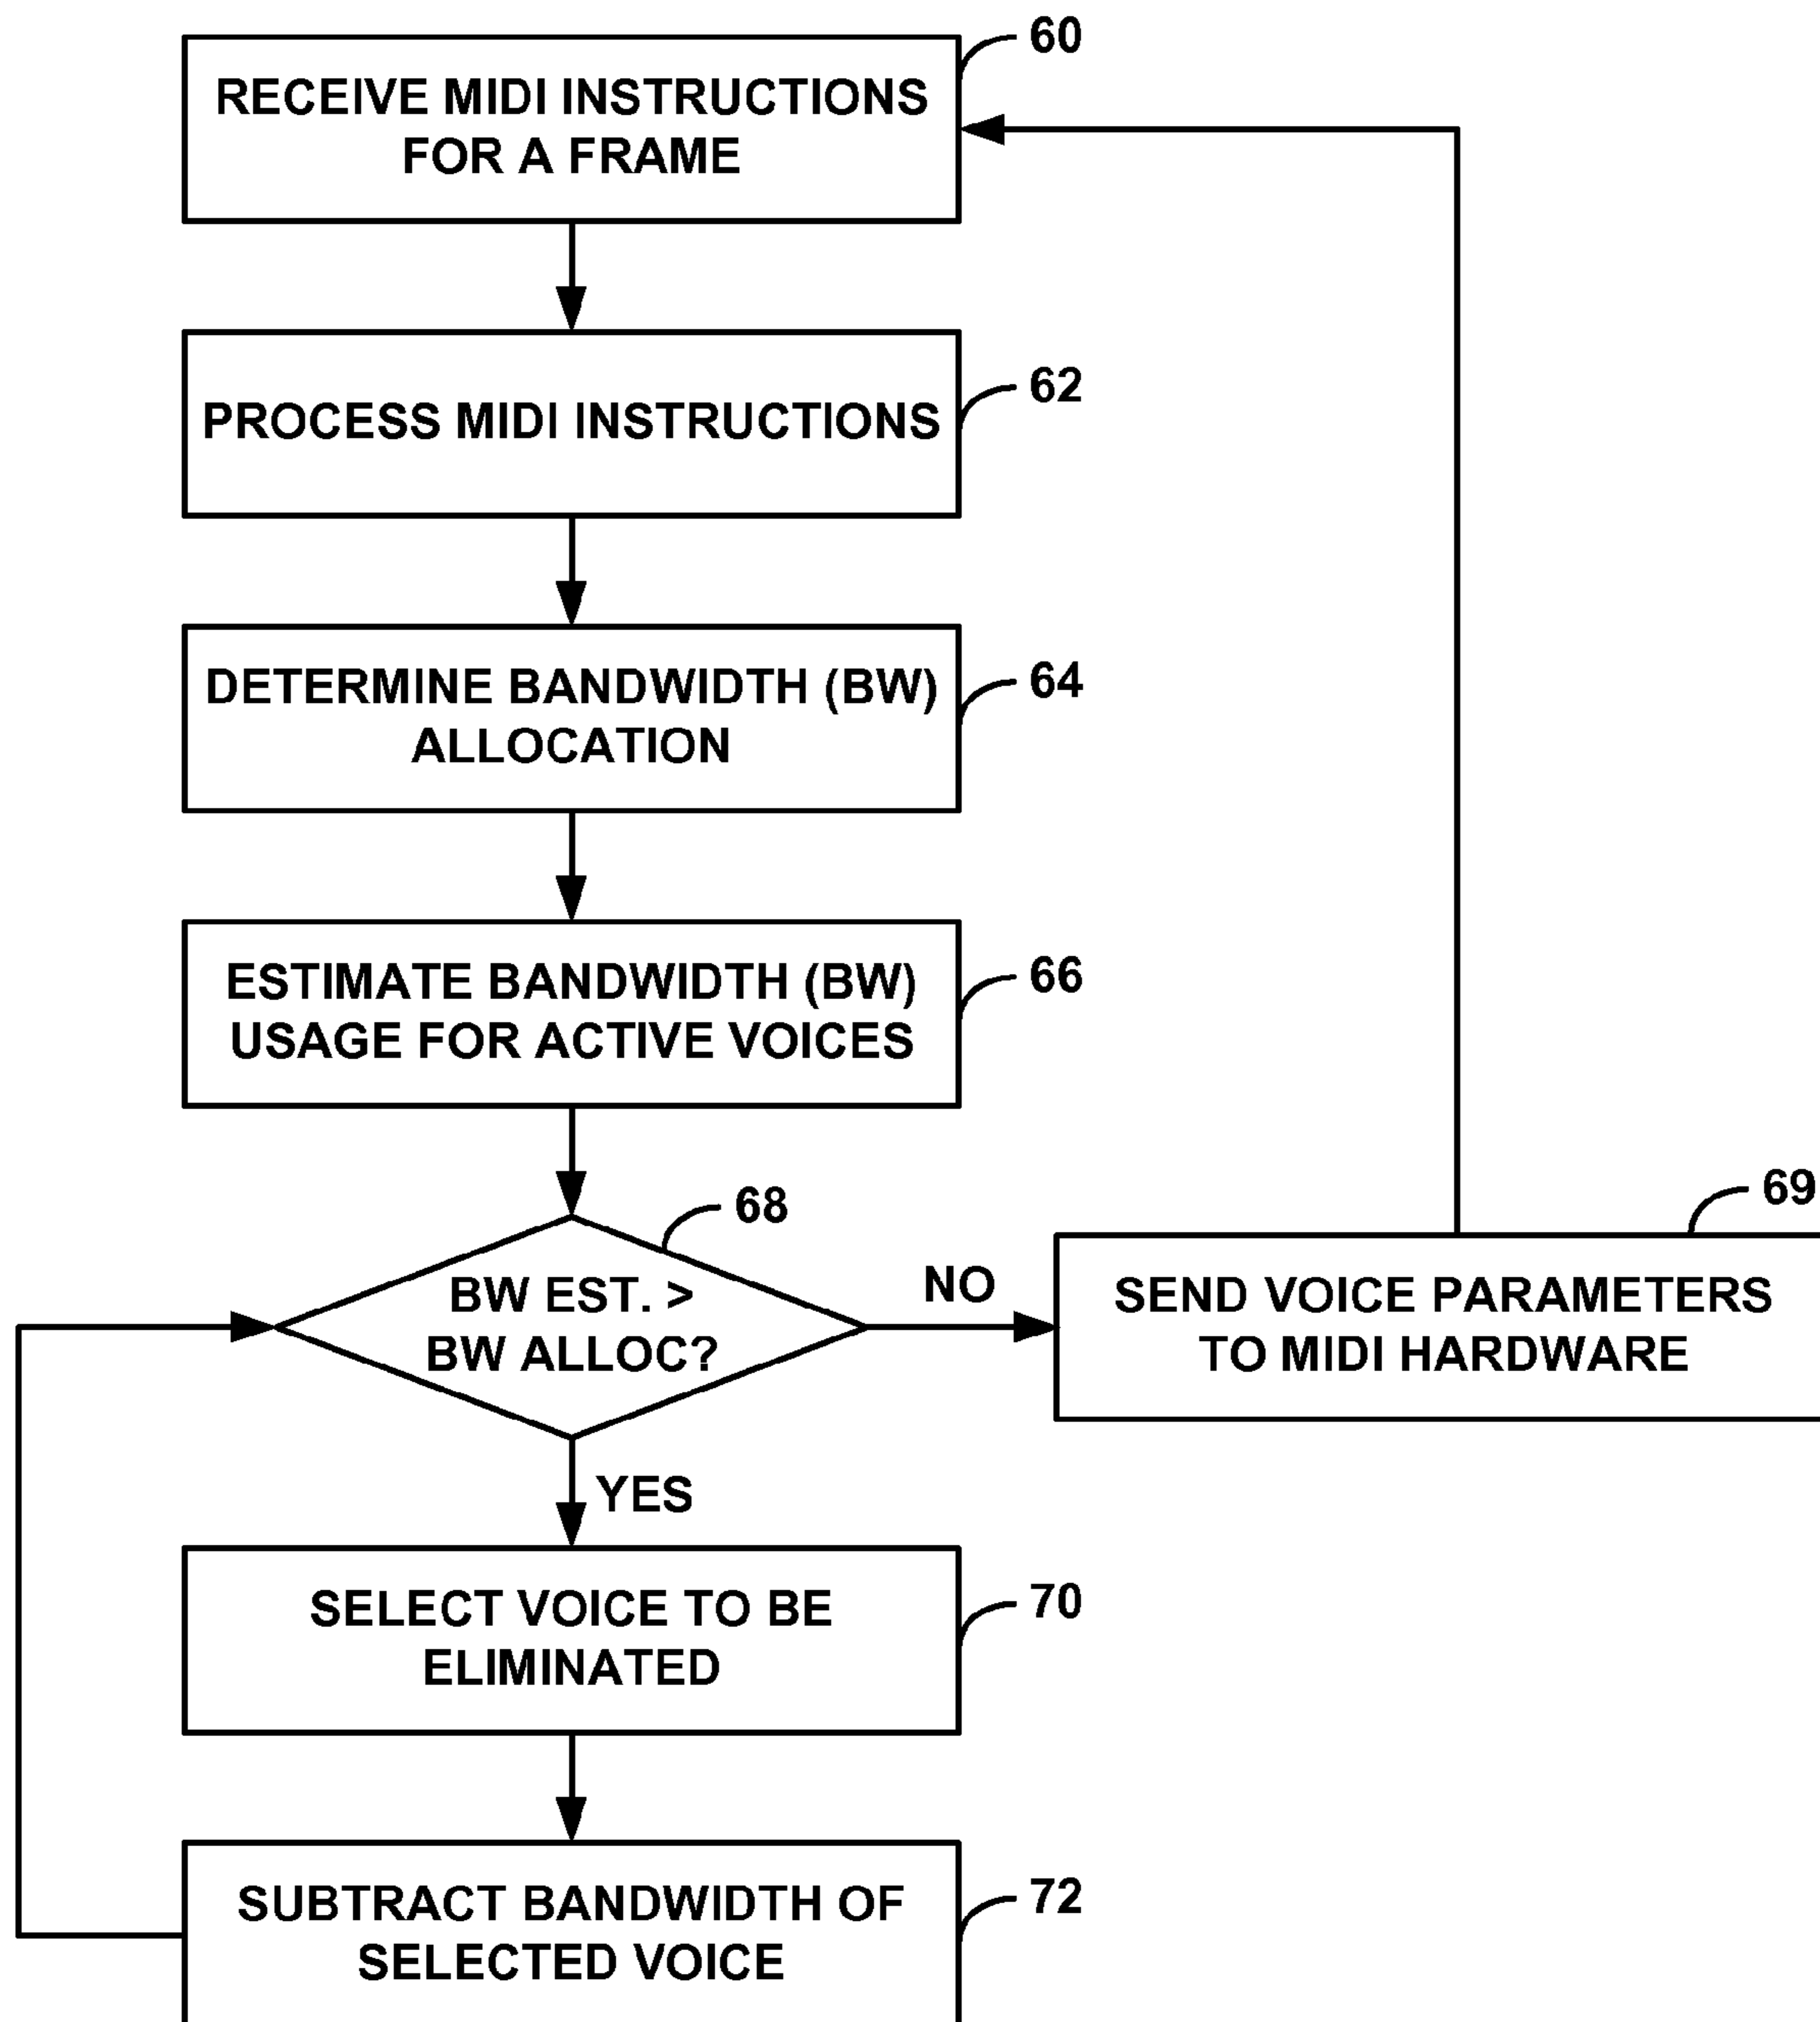 60
RECEIVE MIDI INSTRUCTIONS
FOR A FRAME
62
PROCESS MIDI INSTRUCTIONS
64
DETERMINE BANDWIDTH (BW)
ALLOCATION
66
ESTIMATE BANDWIDTH (BW)
USAGE FOR ACTIVE VOICES
68
BW EST. >
BW ALLOC?
NO
69
SEND VOICE PARAMETERS
TO MIDI HARDWARE
YES
70
SELECT VOICE TO BE
ELIMINATED
72
SUBTRACT BANDWIDTH OF
SELECTED VOICE